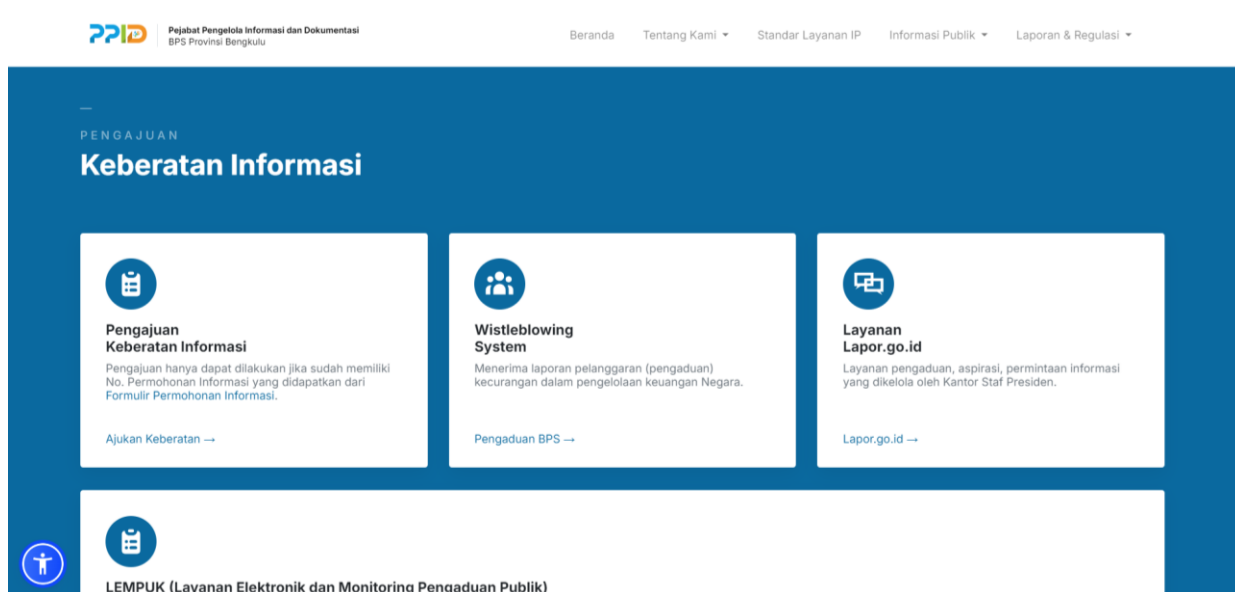 PPID
Pejabat Pengelola Informasi dan Dokumentasi
BPS Provinsi Bengkulu
Beranda Tentang Kami Standar Layanan IP Informasi Publik Laporan & Regulasi
PENGAJUAN
Keberatan Informasi
Pengajuan
Keberatan Informasi
Pengajuan hanya dapat dilakukan jika sudah memiliki
No. Permohonan Informasi yang didapatkan dari
Formulir Permohonan Informasi.
Ajukan Keberatan →
Wistleblowing
System
Menerima laporan pelanggaran (pengaduan)
kecurangan dalam pengelolaan keuangan Negara.
Pengaduan BPS →
Layanan
Lapor.go.id
Layanan pengaduan, aspirasi, permintaan informasi
yang dikelola oleh Kantor Staf Presiden.
Lapor.go.id →
LEMPUK (Layanan Elektronik dan Monitoring Pengaduan Publik)